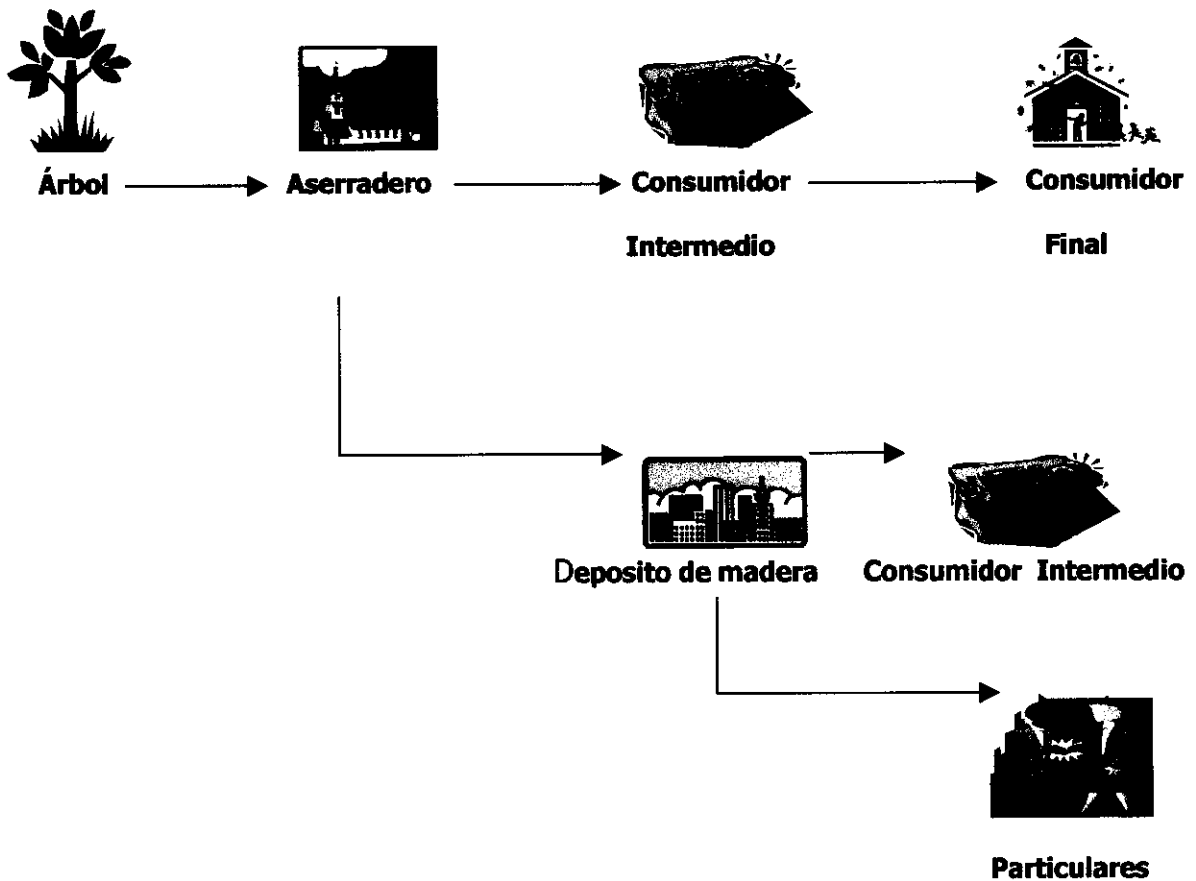 Árbol Aserradero Consumidor Consumidor
Intermedio Final
Deposito de madera Consumidor Intermedio
Particulares